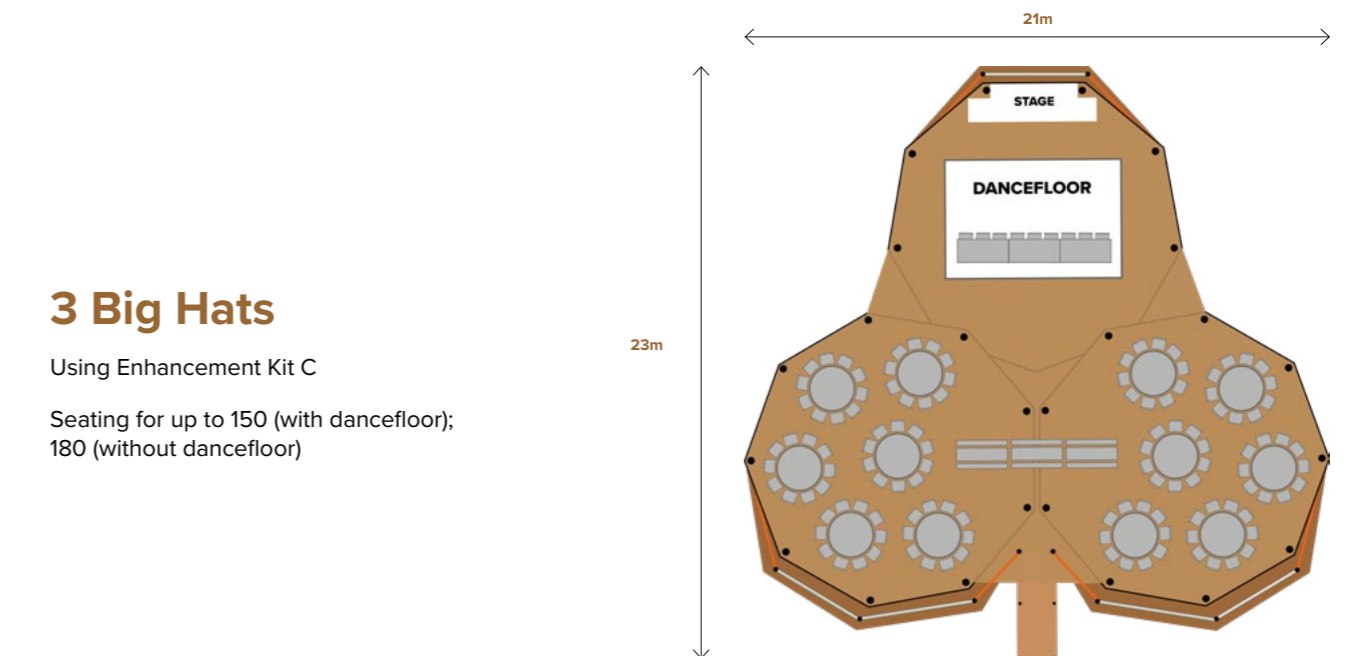 21m
STAGE
DANCEFLOOR
3 Big Hats
23m
Using Enhancement Kit C
Seating for up to 150 (with dancefloor);
180 (without dancefloor)